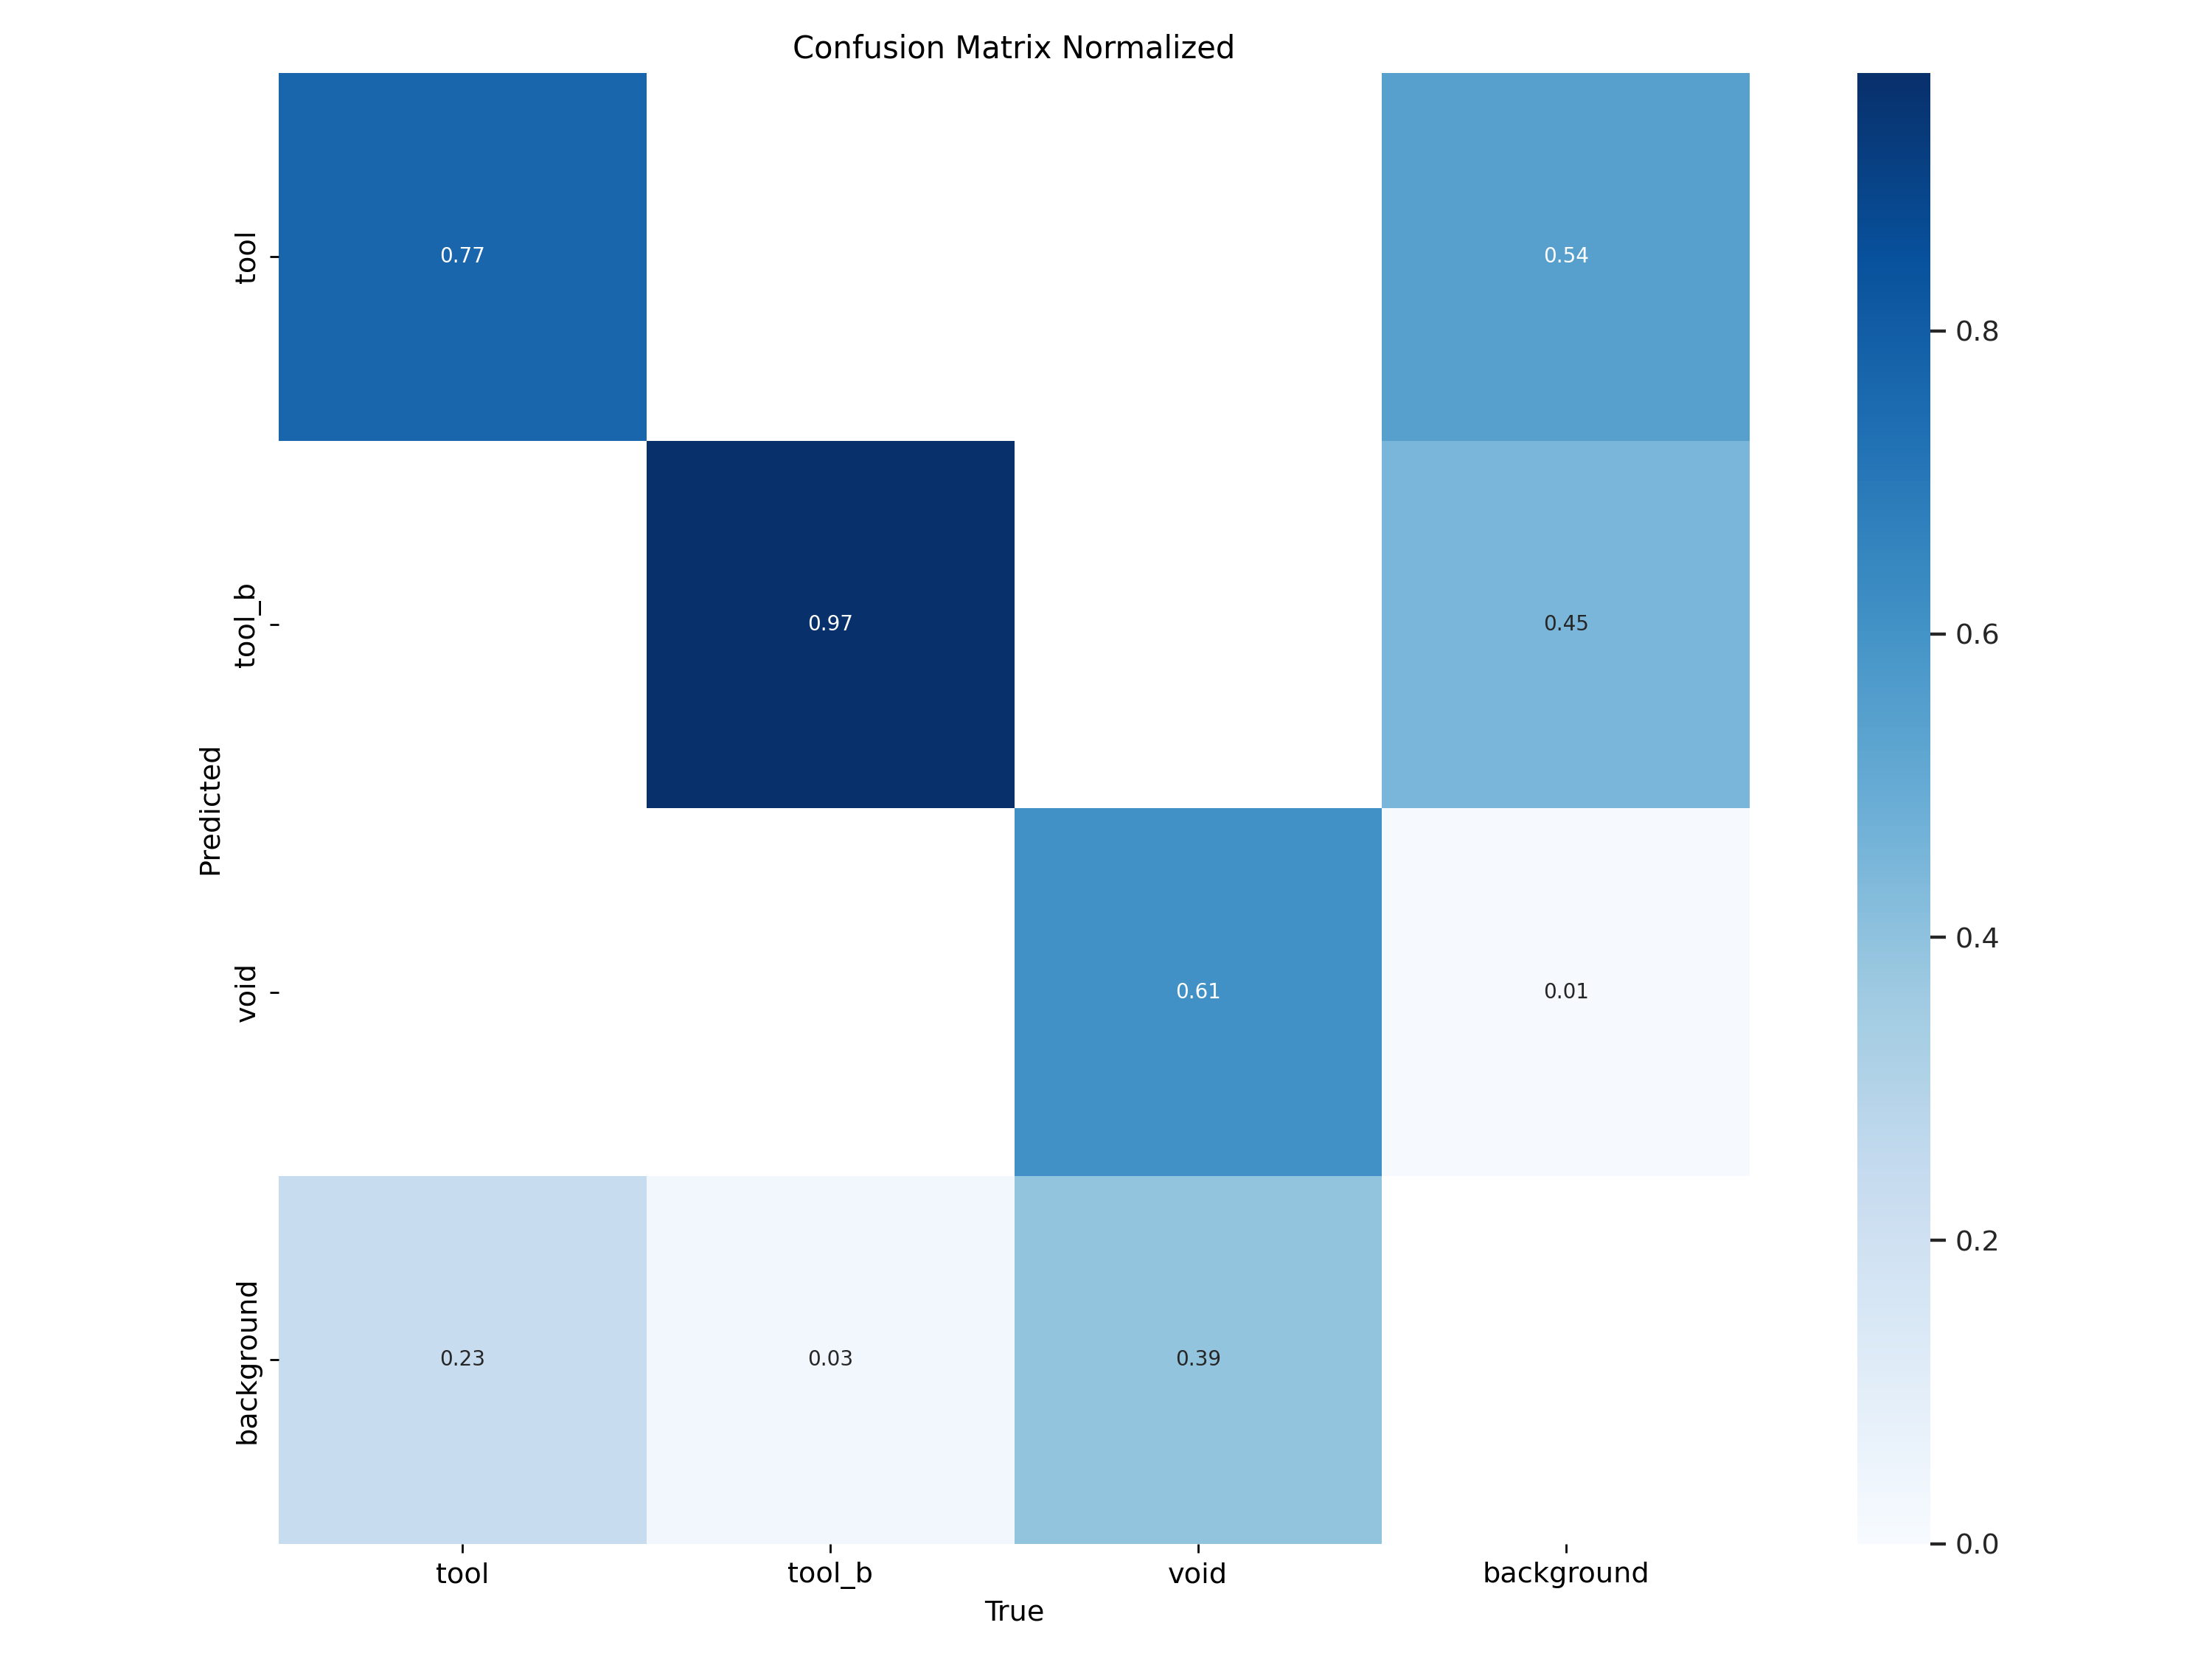 Confusion Matrix Normalized
tool
0.77
0.54
0.8
tool_b
0.97
0.45
0.6
Predicted
0.4
void
0.61
0.01
0.2
background
0.23
0.03
0.39
0.0
tool
tool_b
void
background
True